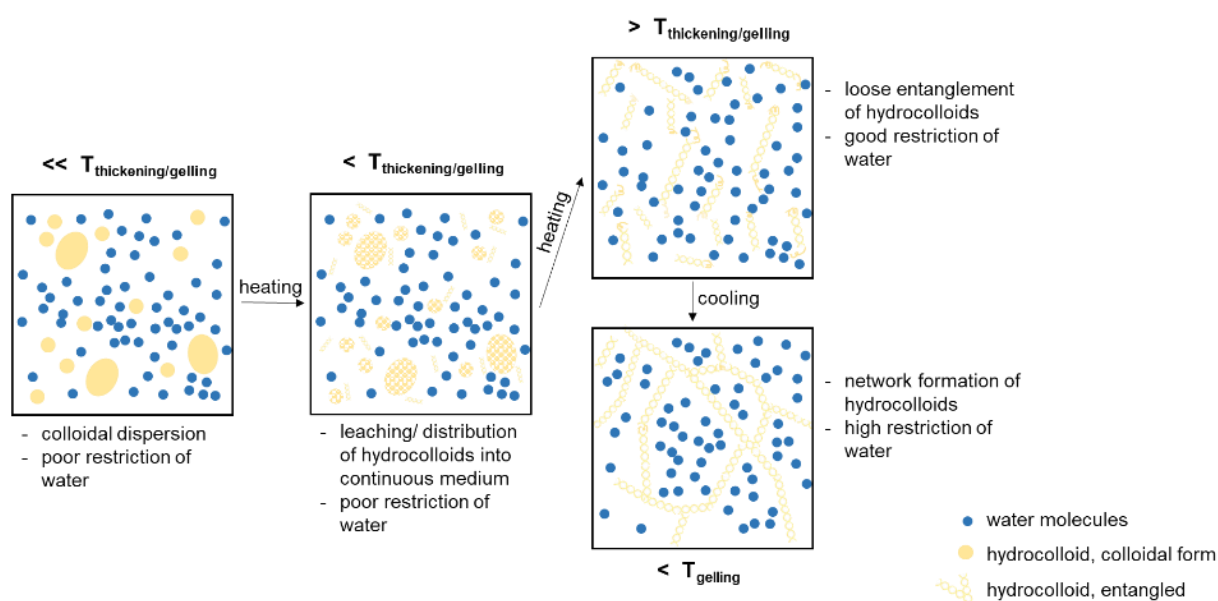 << Tthickening/gelling
- colloidal dispersion
- poor restriction of
water
heating
< Tthickening/gelling
- leaching/ distribution
of hydrocolloids into
continuous medium
- poor restriction of
water
heating
> Tthickening/gelling
- loose entanglement
of hydrocolloids
- good restriction of
water
cooling
- network formation of
hydrocolloids
- high restriction of
water
< Tgelling
water molecules
hydrocolloid, colloidal form
hydrocolloid, entangled